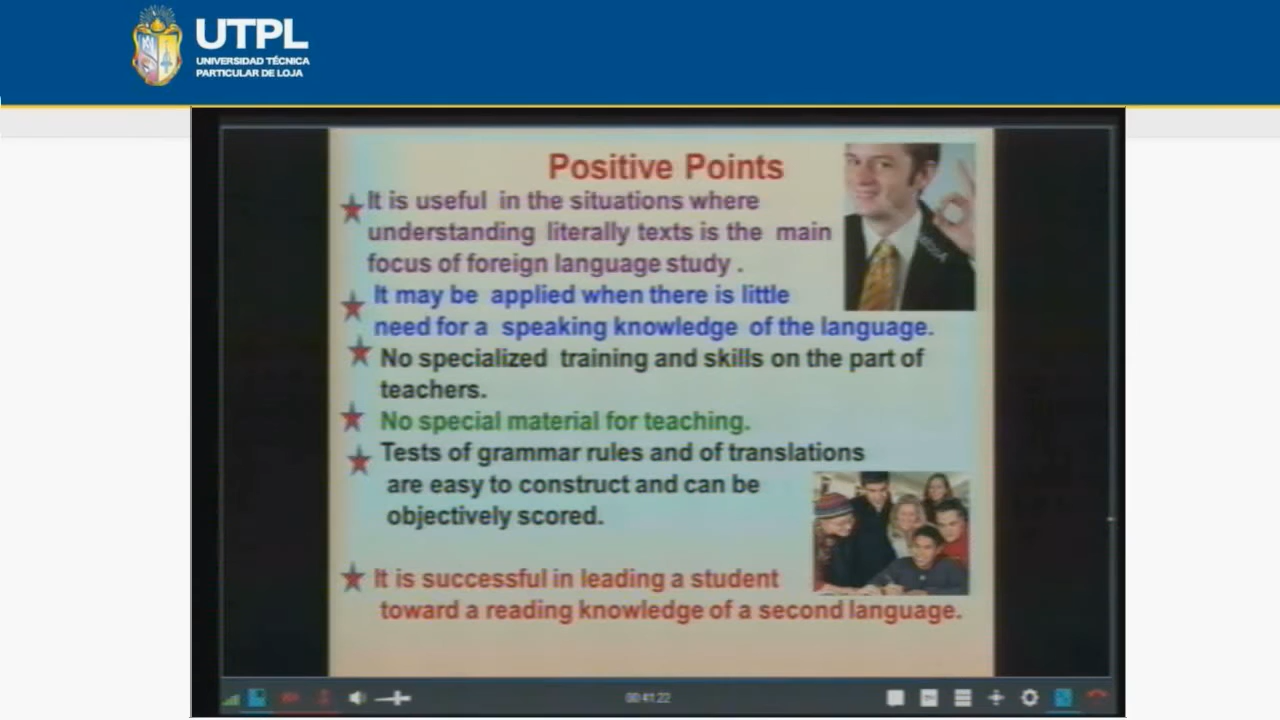 UTPL
UNIVERSIDAD TÉCNICA
PARTICULAR DE LOJA
Positive Points
It is useful in the situations where
understanding literally texts is the main
focus of foreign language study .
It may be applied when there is little
need for a speaking knowledge of the language.
No specialized training and skills on the part of
teachers.
No special material for teaching.
Tests of grammar rules and of translations
are easy to construct and can be
objectively scored.
It is successful in leading a student
toward a reading knowledge of a second language.
00:41:22